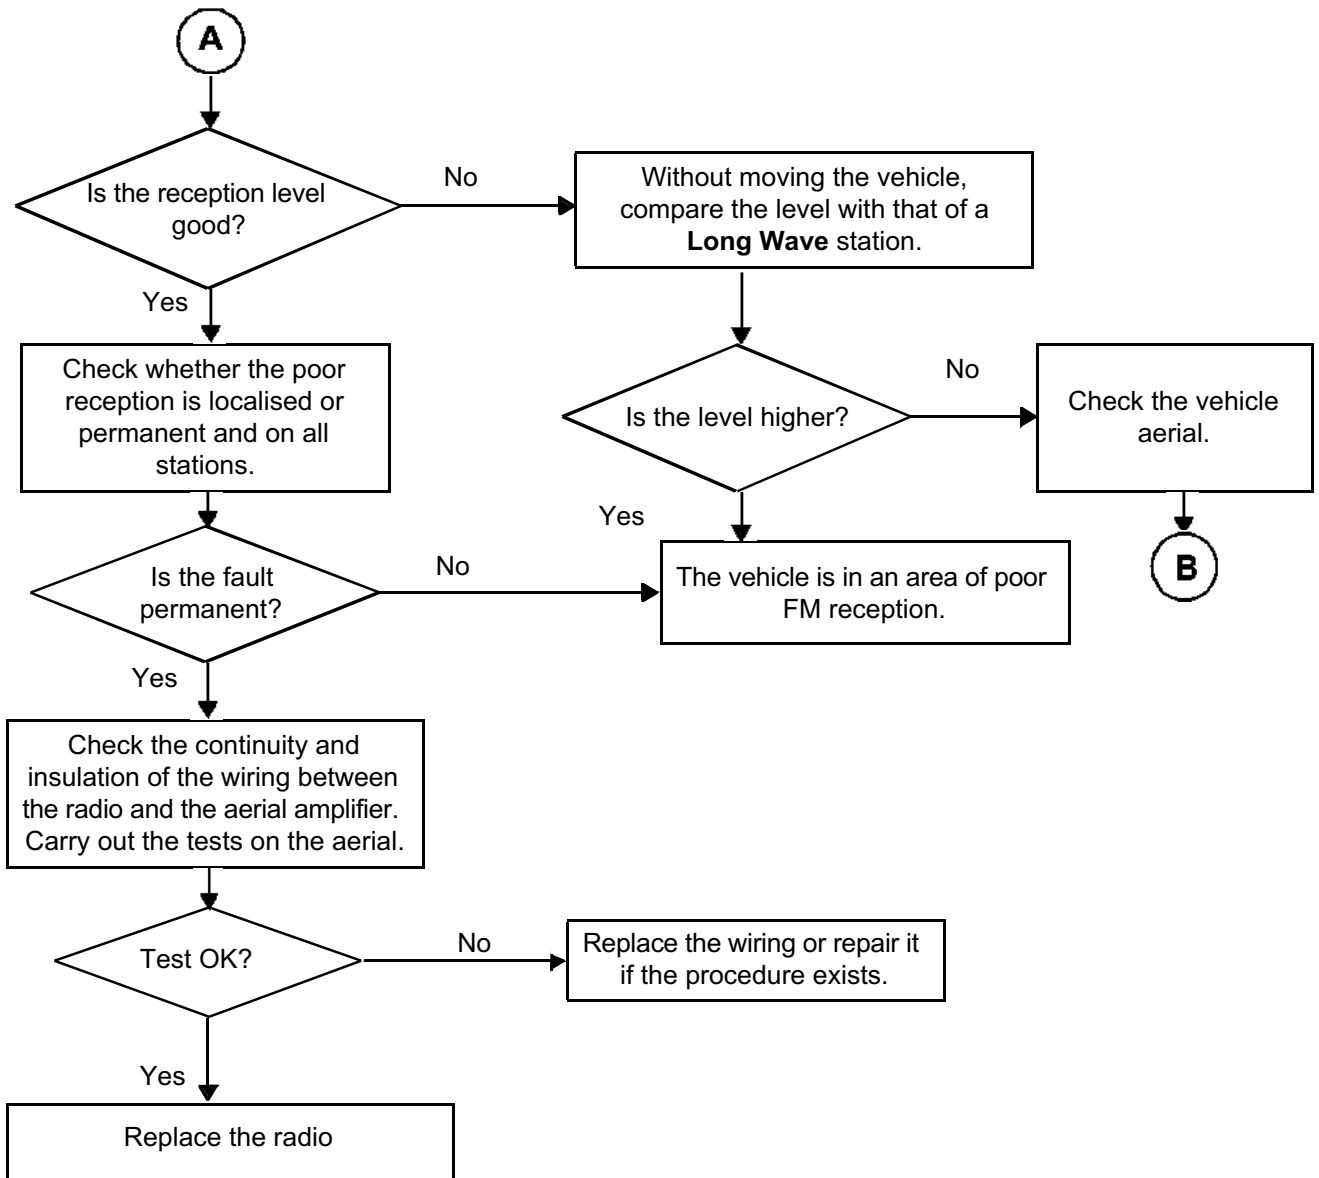 A
Is the reception level
good?
No
Without moving the vehicle,
compare the level with that of a
Long Wave station.
Yes
Check whether the poor
reception is localised or
permanent and on all
stations.
Is the level higher?
No
Check the vehicle
aerial.
Yes
B
Is the fault
permanent?
No
The vehicle is in an area of poor
FM reception.
Yes
Check the continuity and
insulation of the wiring between
the radio and the aerial amplifier.
Carry out the tests on the aerial.
Test OK?
No
Replace the wiring or repair it
if the procedure exists.
Yes
Replace the radio